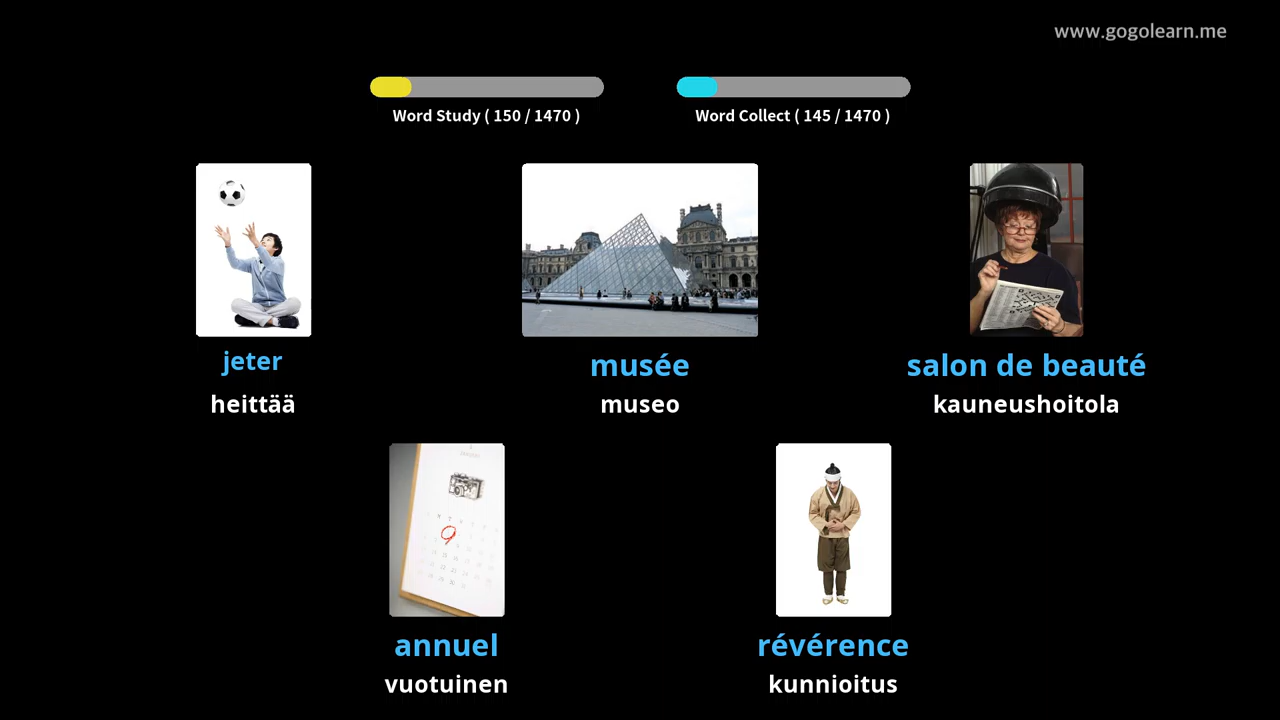 www.gogolearn.me
Word Study ( 150 / 1470 )
Word Collect ( 145 / 1470 )
jeter
heittää
musée
museo
salon de beauté
kauneushoitola
annuel
vuotuinen
révérence
kunnioitus